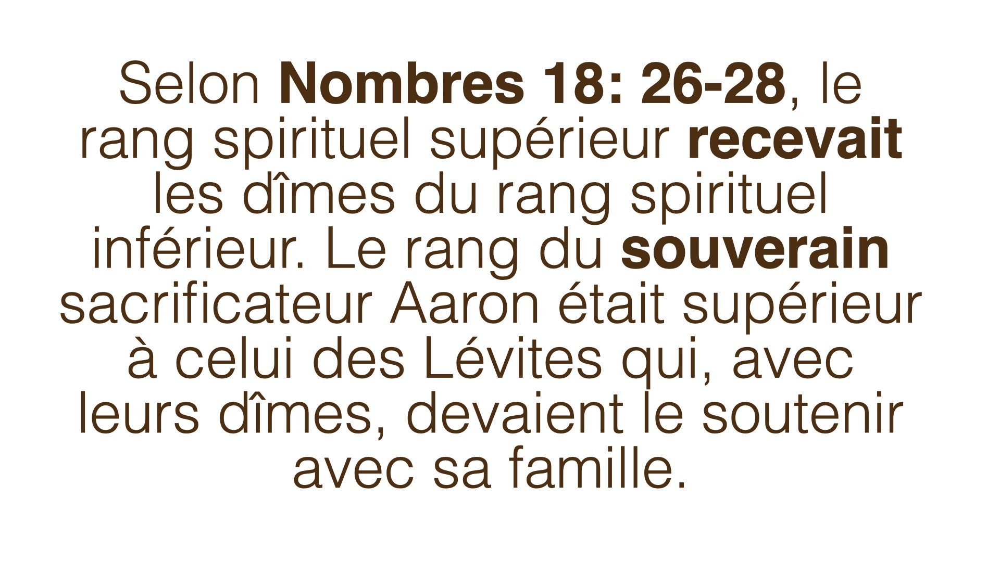 Selon Nombres 18: 26-28, le
rang spirituel supérieur recevait
les dîmes du rang spirituel
inférieur. Le rang du souverain
sacrificateur Aaron était supérieur
à celui des Lévites qui, avec
leurs dîmes, devaient le soutenir
avec sa famille.